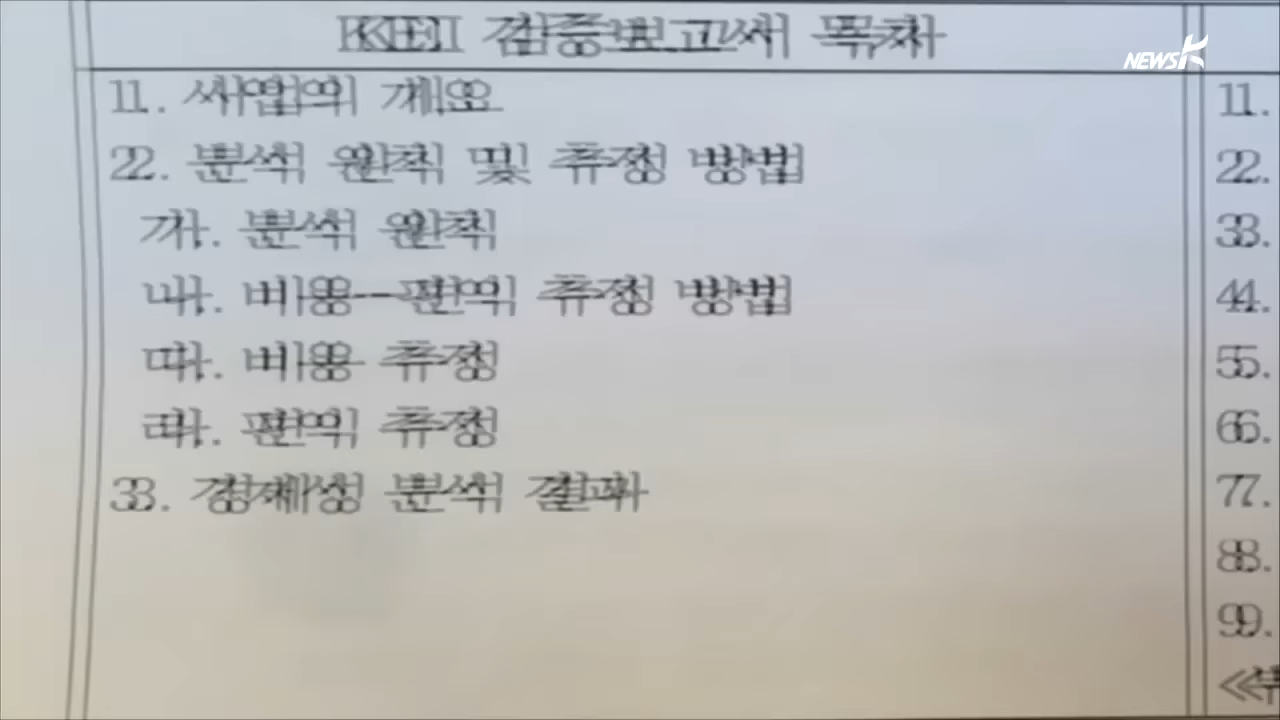 KEI 검증보고서 목차
NEWS
1. 사업의 개요
2. 분석 원칙 및 추정 방법
가. 분석 원칙
나. 비용-편익 추정 방법
다. 비용 추정
라. 편익 추정
3. 경제성 분석 결과
1.
2.
3.
4.
5.
6.
7.
8.
9.